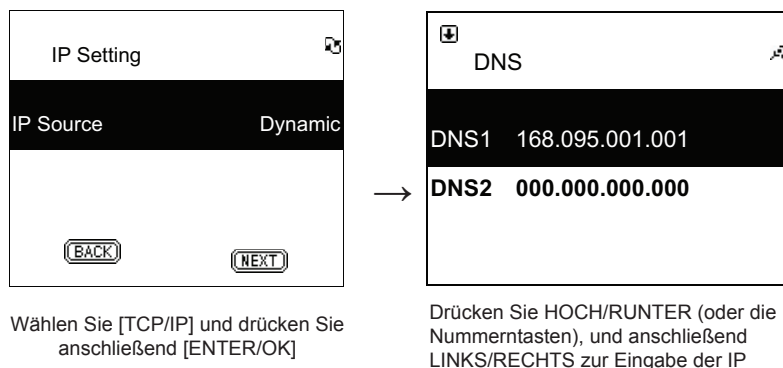 IP Setting
IP Source Dynamic
BACK NEXT
Wählen Sie [TCP/IP] und drücken Sie
anschließend [ENTER/OK]
→
DNS
DNS1 168.095.001.001
DNS2 000.000.000.000
Drücken Sie HOCH/RUNTER (oder die
Nummerntasten), und anschließend
LINKS/RECHTS zur Eingabe der IP